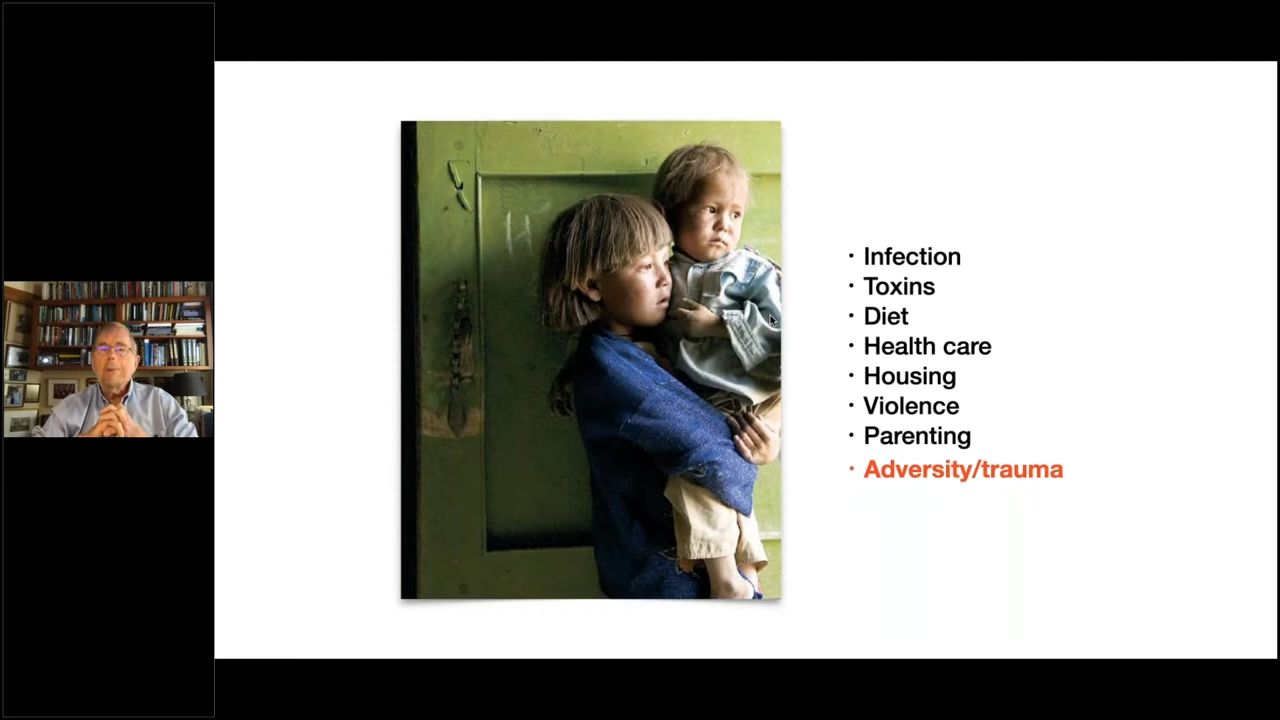 · Infection
· Toxins
· Diet
· Health care
· Housing
· Violence
· Parenting
· Adversity/trauma